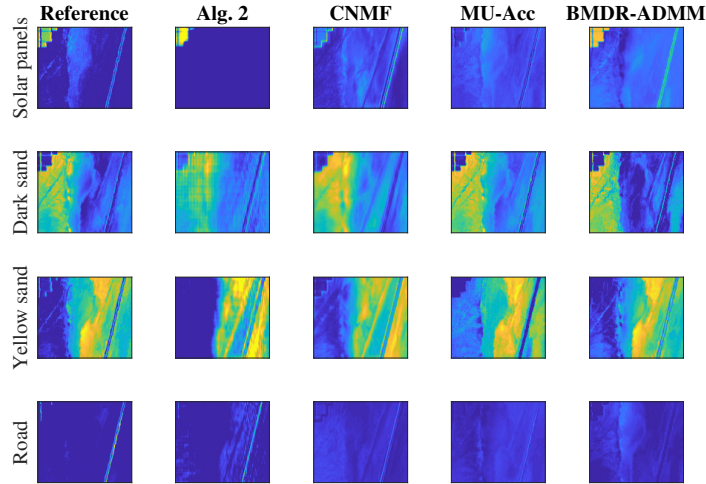 Reference Alg. 2 CNMF MU-Acc BMDR-ADMM
Solar panels
Dark sand
Yellow sand
Road